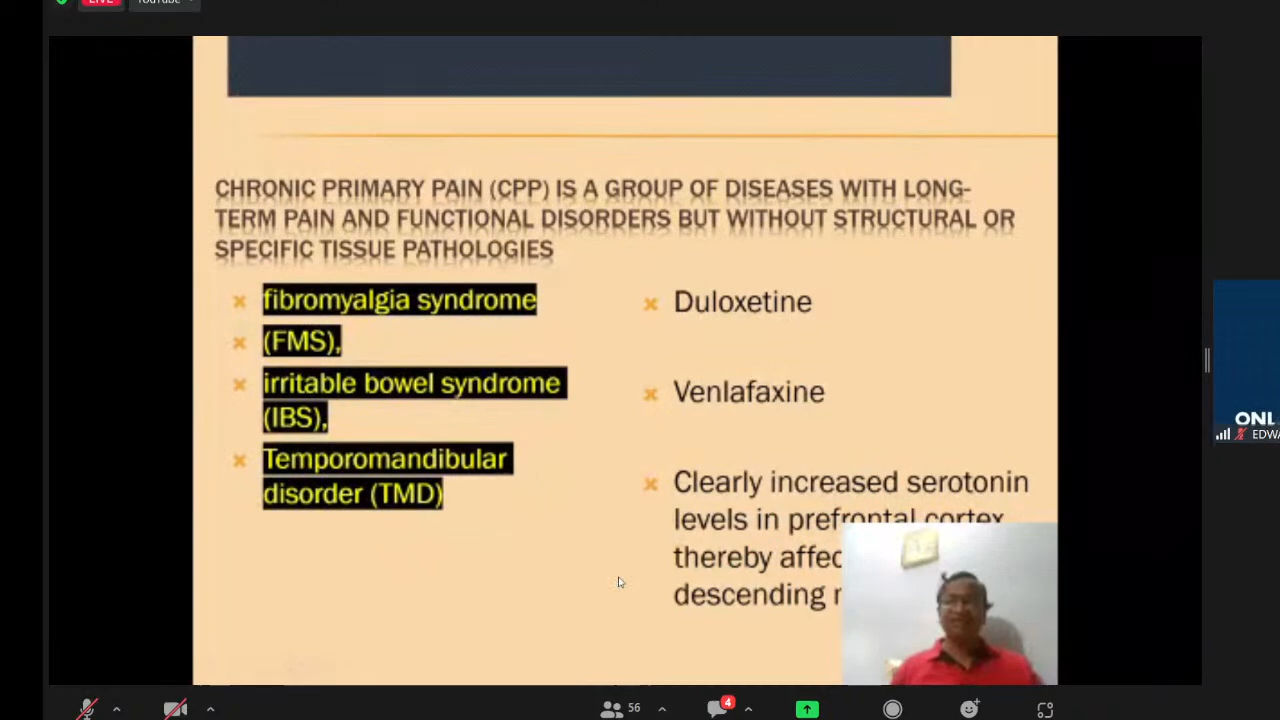 LIVE
YouTube
CHRONIC PRIMARY PAIN (CPP) IS A GROUP OF DISEASES WITH LONG-
TERM PAIN AND FUNCTIONAL DISORDERS BUT WITHOUT STRUCTURAL OR
SPECIFIC TISSUE PATHOLOGIES
fibromyalgia syndrome
(FMS),
irritable bowel syndrome
(IBS),
Temporomandibular
disorder (TMD)
Duloxetine
Venlafaxine
Clearly increased serotonin
levels in prefrontal cortex
thereby
descending
ONL
EDWA
56
4